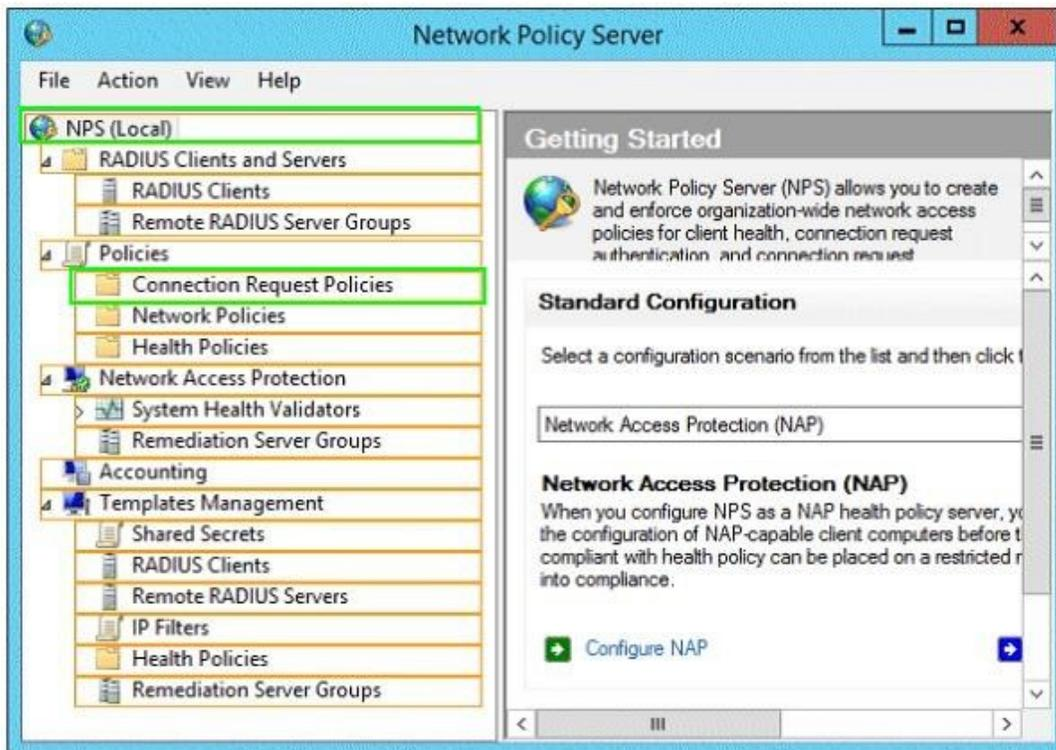 Network Policy Server
File Action View Help
NPS (Local)
RADIUS Clients and Servers
RADIUS Clients
Remote RADIUS Server Groups
Policies
Connection Request Policies
Network Policies
Health Policies
Network Access Protection
System Health Validators
Remediation Server Groups
Accounting
Templates Management
Shared Secrets
RADIUS Clients
Remote RADIUS Servers
IP Filters
Health Policies
Remediation Server Groups
Getting Started
Network Policy Server (NPS) allows you to create
and enforce organization-wide network access
policies for client health, connection request
authentication, and connection request
Standard Configuration
Select a configuration scenario from the list and then click
Network Access Protection (NAP)
Network Access Protection (NAP)
When you configure NPS as a NAP health policy server,
the configuration of NAP-capable client computers before
compliant with health policy can be placed on a restricted
into compliance.
Configure NAP